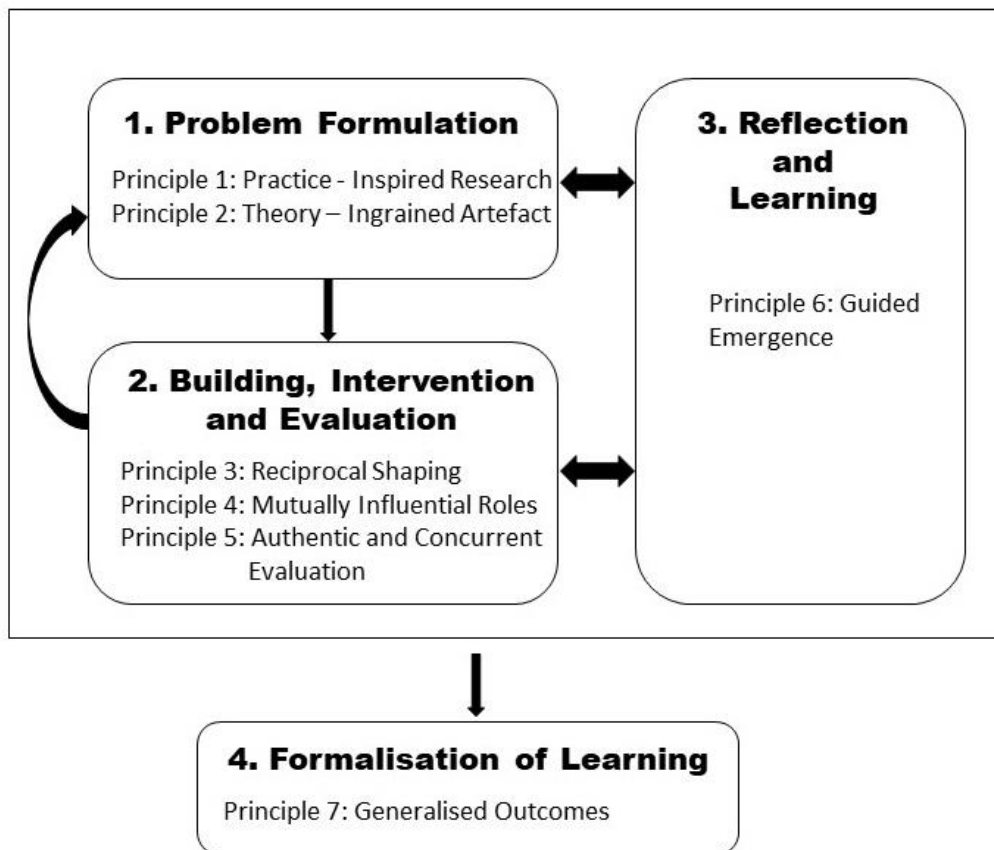 1. Problem Formulation
Principle 1: Practice - Inspired Research
Principle 2: Theory – Ingrained Artefact
2. Building, Intervention
and Evaluation
Principle 3: Reciprocal Shaping
Principle 4: Mutually Influential Roles
Principle 5: Authentic and Concurrent
Evaluation
3. Reflection
and
Learning
Principle 6: Guided
Emergence
4. Formalisation of Learning
Principle 7: Generalised Outcomes